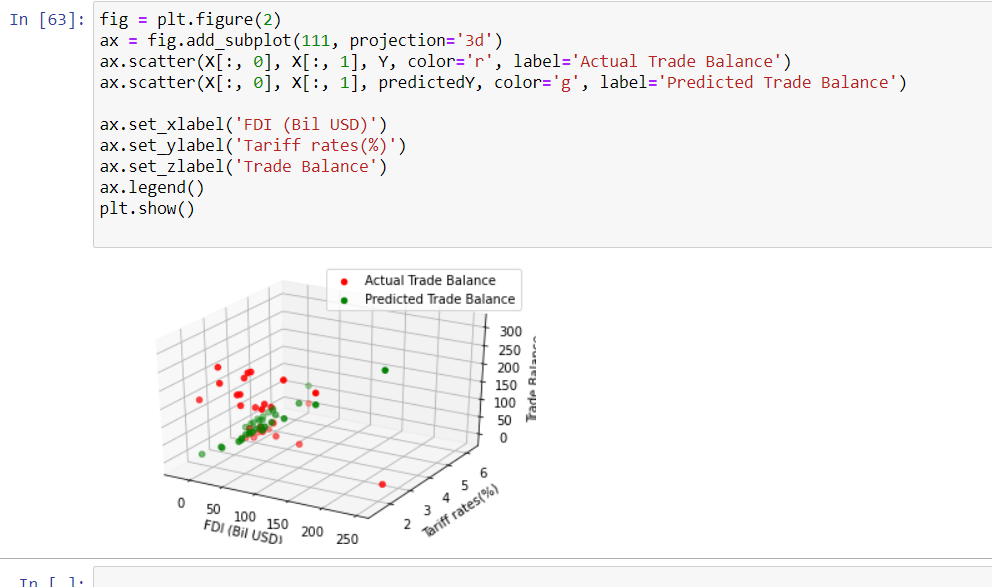 In [63]:
fig = plt.figure(2)
ax = fig.add_subplot(111, projection='3d')
ax.scatter(X[:, 0], X[:, 1], Y, color='r', label='Actual Trade Balance')
ax.scatter(X[:, 0], X[:, 1], predictedY, color='g', label='Predicted Trade Balance')
ax.set_xlabel('FDI (Bil USD)')
ax.set_ylabel('Tariff rates(%)')
ax.set_zlabel('Trade Balance')
ax.legend()
plt.show()
Actual Trade Balance
Predicted Trade Balance
300
250
200
150
100
50
0
Trade Balance
6
5
4
3
2
Tariff rates(%)
0
50
100
150
200
250
FDI (Bil USD)
In [ ]: